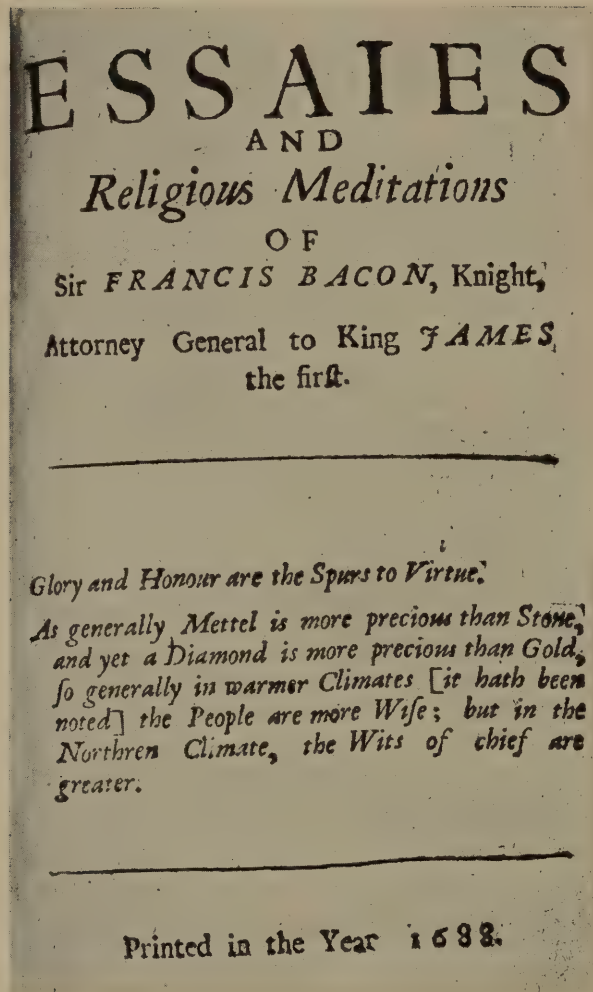 ESSAIES
AND
Religious Meditations
OF
Sir FRANCIS BACON, Knight,
Attorney General to King JAMES
the firſt.
Glory and Honour are the Spurs to Virtue.
As generally Mettel is more precious than Stone,
and yet a Diamond is more precious than Gold,
ſo generally in warmer Climates [it hath been
noted] the People are more Wiſe; but in the
Northren Climate, the Wits of chief are
greater.
Printed in the Year 1688.